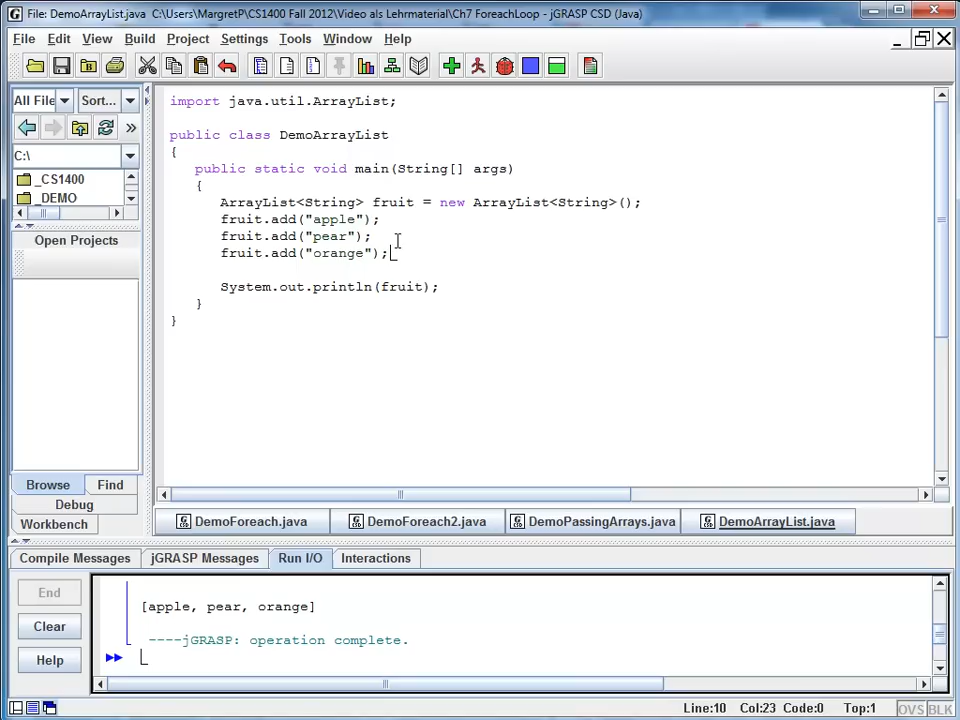 File: DemoArrayList.java C:\Users\MargretP\CS1400 Fall 2012\Video als Lehrmaterial\Ch7 ForeachLoop - jGRASP CSD (Java)
File Edit View Build Project Settings Tools Window Help
All File Sort...
C:\
_CS1400
_DEMO
Open Projects
Browse Find
Debug
Workbench
import java.util.ArrayList;
public class DemoArrayList
{
public static void main(String[] args)
{
ArrayList<String> fruit = new ArrayList<String>();
fruit.add("apple");
fruit.add("pear");
fruit.add("orange");
System.out.println(fruit);
}
}
DemoForeach.java DemoForeach2.java DemoPassingArrays.java DemoArrayList.java
Compile Messages jGRASP Messages Run I/O Interactions
End
Clear
Help
[apple, pear, orange]
----jGRASP: operation complete.
Line:10 Col:23 Code:0 Top:1 OVS BLK